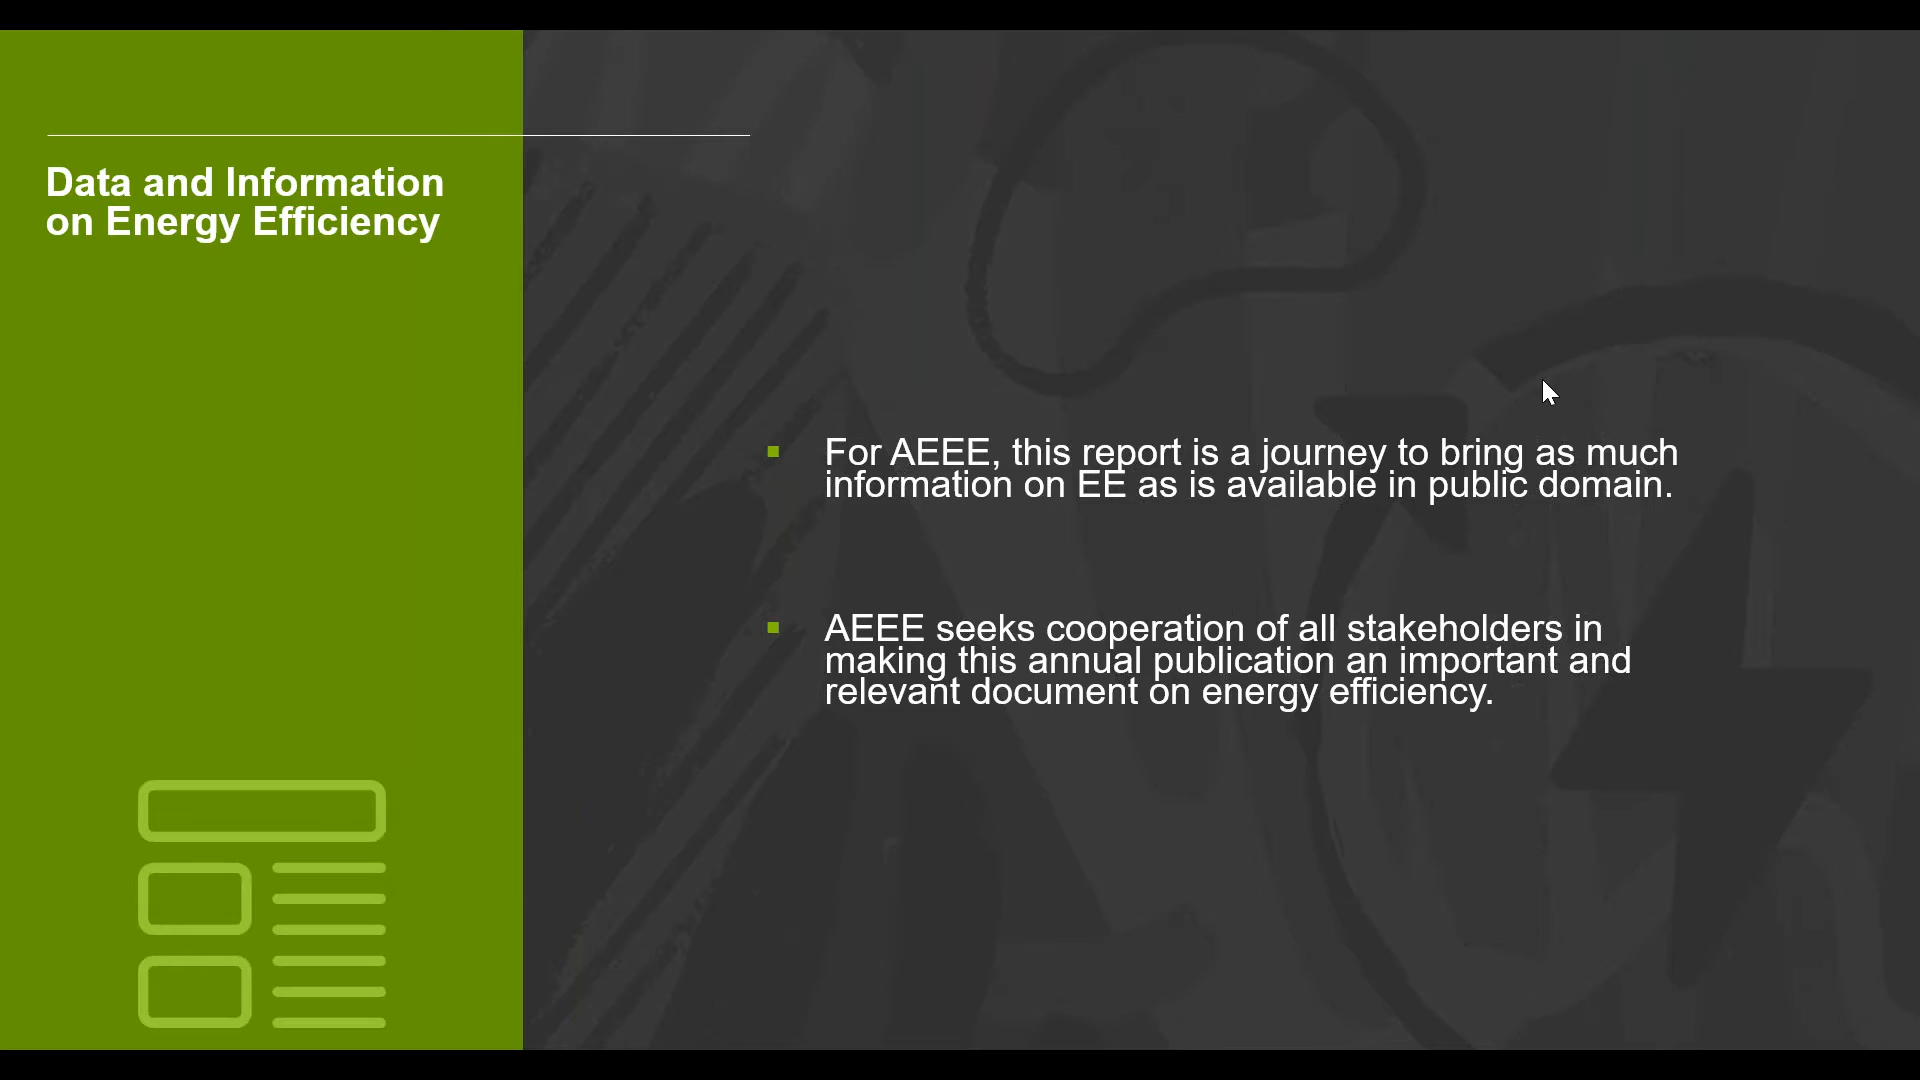 Data and Information
on Energy Efficiency
For AEEE, this report is a journey to bring as much
information on EE as is available in public domain.
AEEE seeks cooperation of all stakeholders in
making this annual publication an important and
relevant document on energy efficiency.